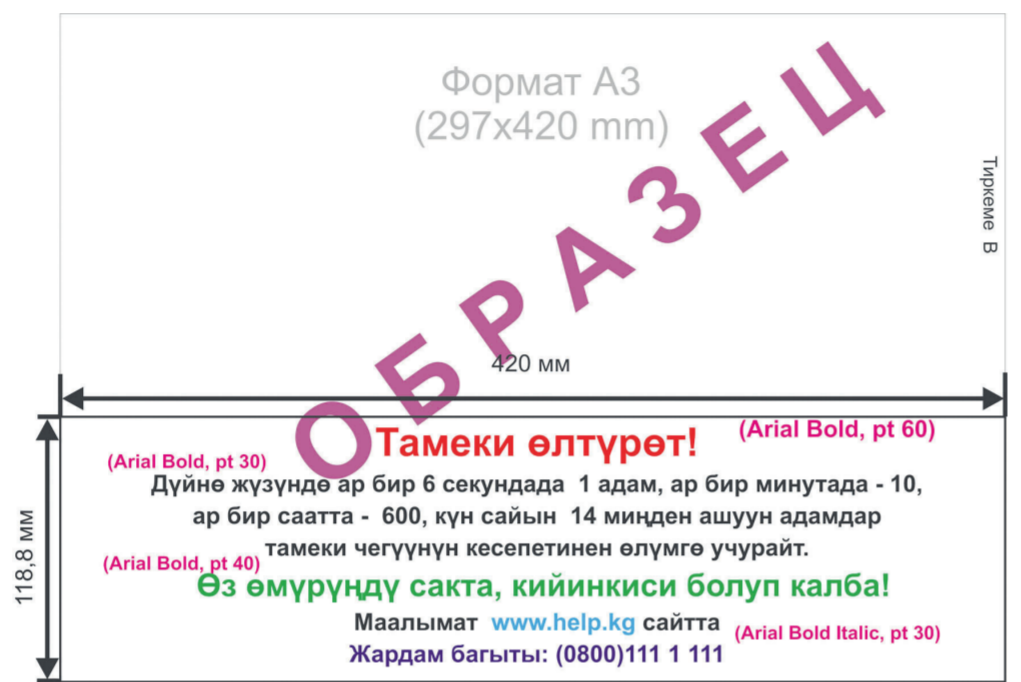 Формат А3
(297x420 mm)
Тиркеме В
ОБРАЗЕЦ
420 мм
118,8 мм
Тамеки өлтүрөт!
(Arial Bold, pt 60)
(Arial Bold, pt 30)
Дүйнө жүзүндө ар бир 6 секундада 1 адам, ар бир минутада - 10,
ар бир саатта - 600, күн сайын 14 миңден ашуун адамдар
тамеки чегүүнүн кесепетинен өлүмгө учурайт.
(Arial Bold, pt 40)
Өз өмүрүңдү сакта, кийинкиси болуп калба!
Маалымат www.help.kg сайтта
(Arial Bold Italic, pt 30)
Жардам багыты: (0800)111 1 111